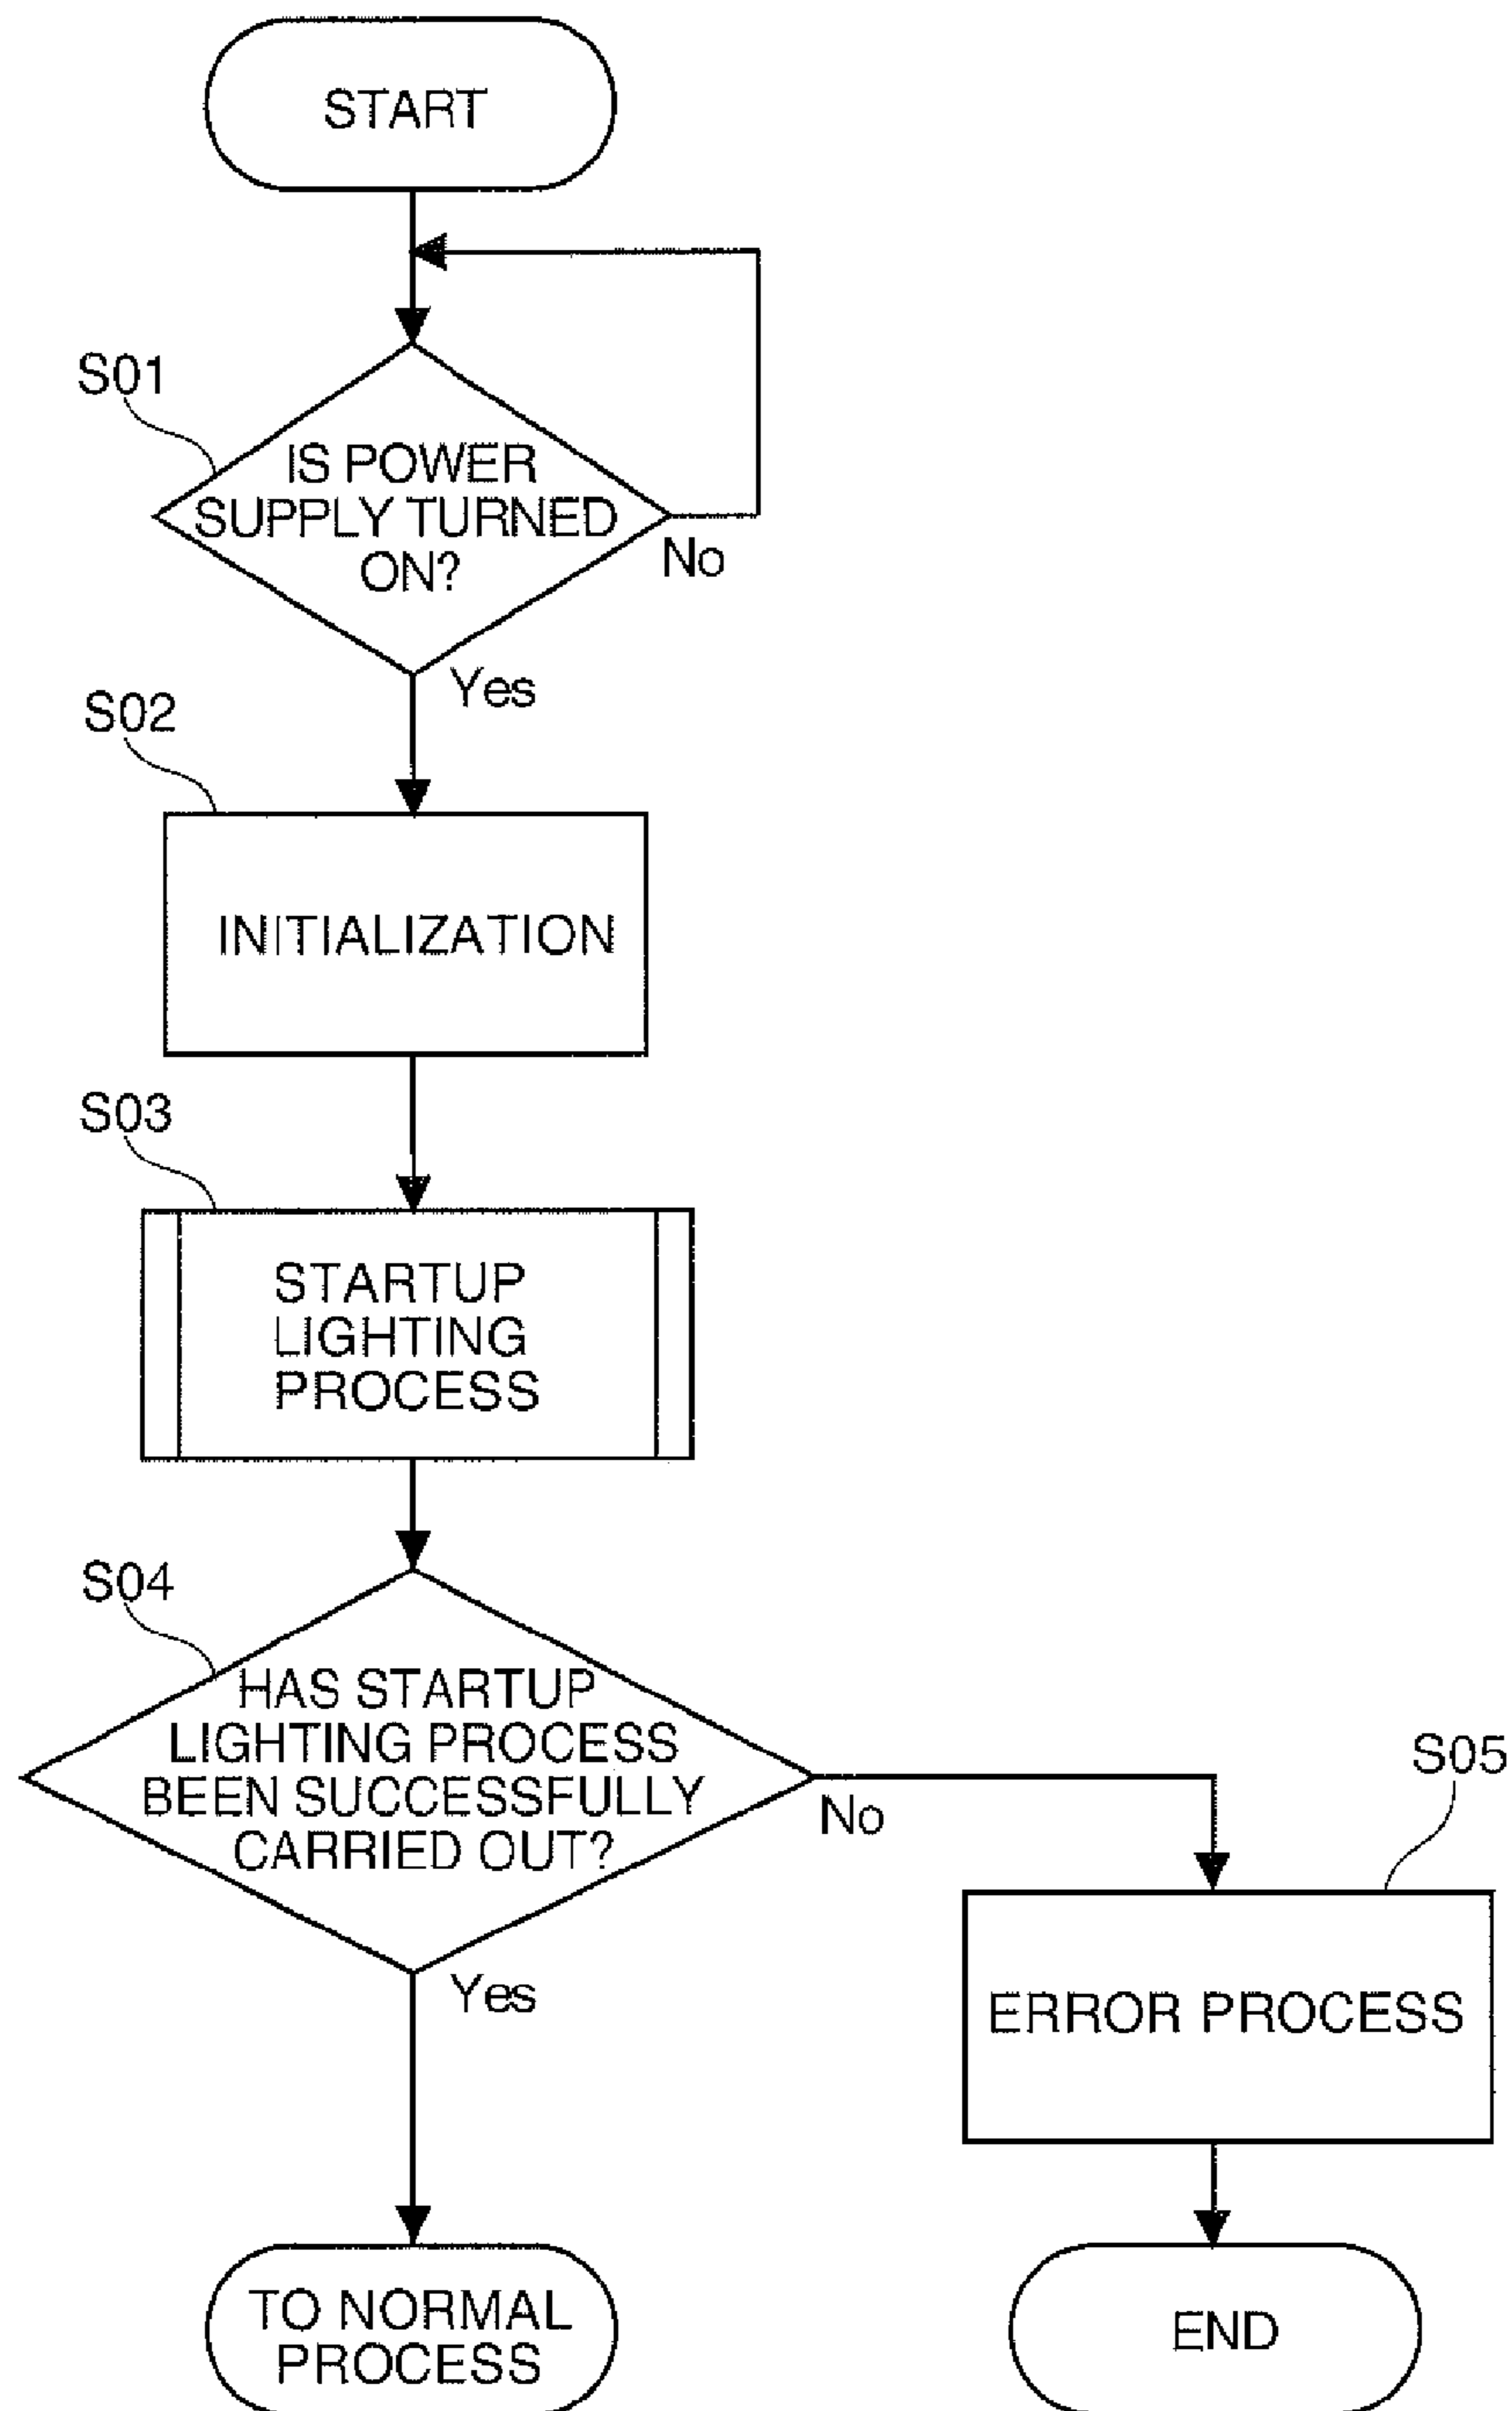 START
S01
IS POWER
SUPPLY TURNED
ON?
No
Yes
S02
INITIALIZATION
S03
STARTUP
LIGHTING
PROCESS
S04
HAS STARTUP
LIGHTING PROCESS
BEEN SUCCESSFULLY
CARRIED OUT?
No
Yes
S05
ERROR PROCESS
TO NORMAL
PROCESS
END